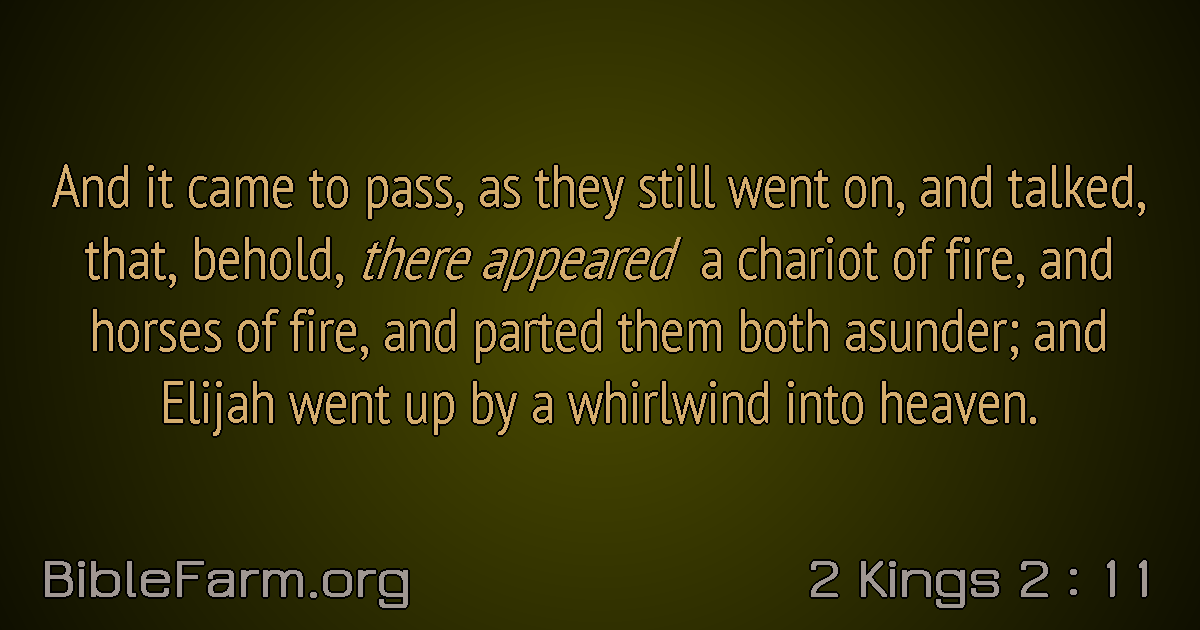 And it came to pass, as they still went on, and talked,
that, behold, there appeared a chariot of fire, and
horses of fire, and parted them both asunder; and
Elijah went up by a whirlwind into heaven.
BibleFarm.org
2 Kings 2 : 11